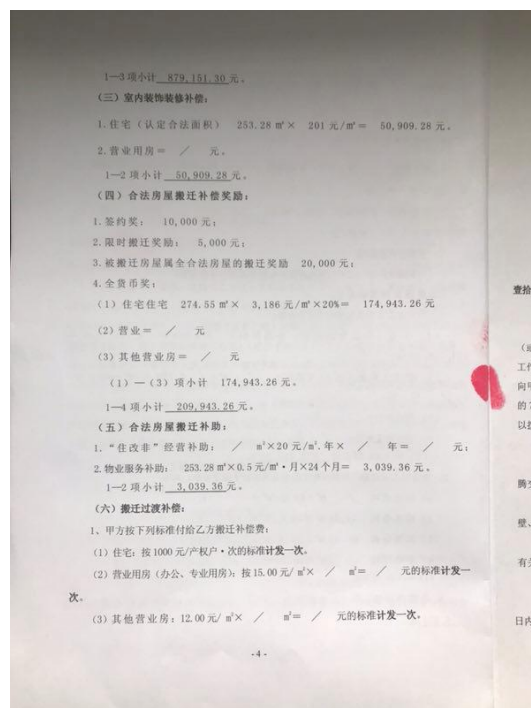 1—3 项小计 879,151.30 元。
(三) 室内装饰装修补偿:
1. 住宅 (认定合法面积) 253.28 ㎡× 201 元/㎡= 50,909.28 元。
2. 营业用房= / 元。
1—2 项小计 50,909.28 元。
(四) 合法房屋搬迁补偿奖励:
1. 签约奖: 10,000 元;
2. 限时搬迁奖励: 5,000 元;
3. 被搬迁房屋属全合法房屋的搬迁奖励 20,000 元;
4. 全货币奖:
(1) 住宅住宅 274.55 ㎡× 3,186 元/㎡×20%= 174,943.26 元
(2) 营业= / 元
(3) 其他营业房= / 元
(1) — (3) 项小计 174,943.26 元。
1—4 项小计 209,943.26 元。
(五) 合法房屋搬迁补助:
1. “住改非”经营补助: / m²×20 元/m².年× / 年= / 元;
2. 物业服务补助: 253.28 ㎡×0.5 元/㎡·月×24 个月= 3,039.36 元。
1—2 项小计 3,039.36 元。
(六) 搬迁过渡补偿:
1、甲方按下列标准付给乙方搬迁补偿费:
(1) 住宅: 按 1000 元/产权户·次的标准计发一次。
(2) 营业用房 (办公、专业用房): 按 15.00 元/ m²× / m²= / 元的标准计发一
次。
(3) 其他营业房: 12.00 元/ m²× / m²= / 元的标准计发一次。
-4-
壹拾
工作
向甲
的
以
腾
壁、
有关
日内